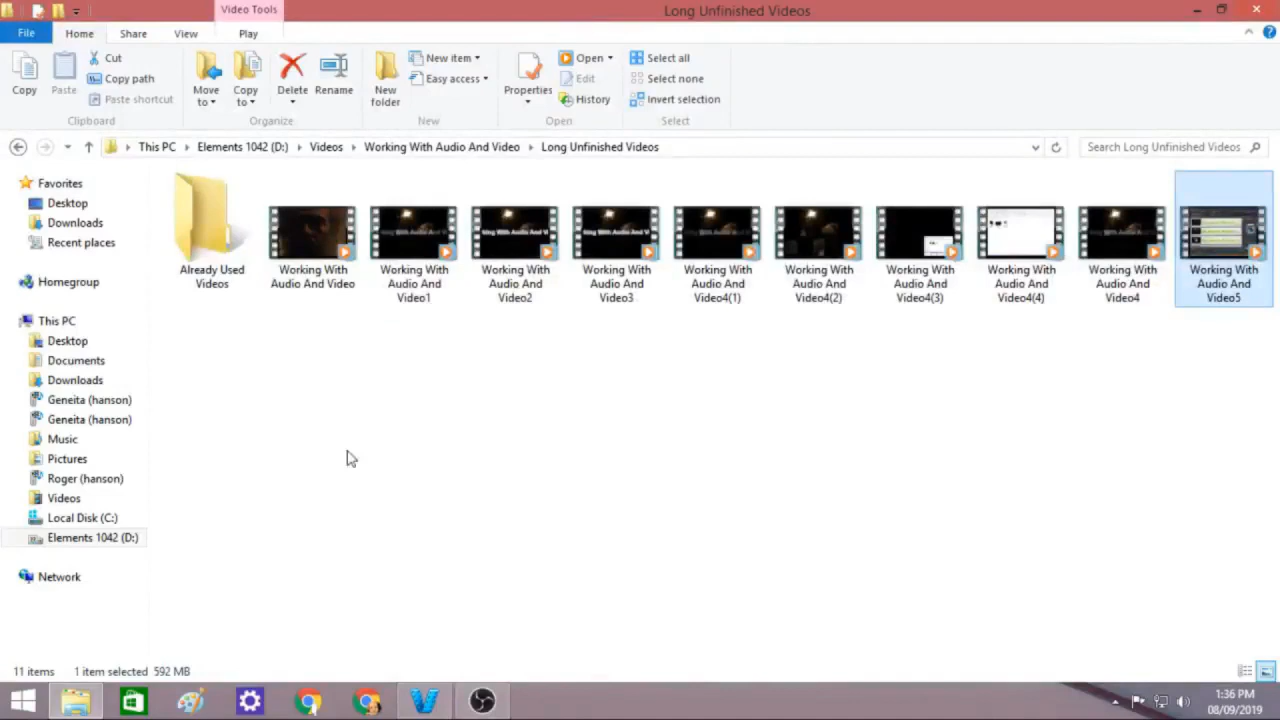 Video Tools
Long Unfinished Videos
File
Home
Share
View
Play
Copy
Paste
Cut
Copy path
Paste shortcut
Clipboard
Move to
Copy to
Delete
Rename
Organize
New folder
New item
Easy access
New
Properties
Open
Edit
History
Open
Select all
Select none
Invert selection
Select
This PC
Elements 1042 (D:)
Videos
Working With Audio And Video
Long Unfinished Videos
Search Long Unfinished Videos
Favorites
Desktop
Downloads
Recent places
Homegroup
This PC
Desktop
Documents
Downloads
Geneita (hanson)
Geneita (hanson)
Music
Pictures
Roger (hanson)
Videos
Local Disk (C:)
Elements 1042 (D:)
Network
Already Used
Videos
Working With
Audio And Video
Working With
Audio And
Video1
Working With
Audio And
Video2
Working With
Audio And
Video3
Working With
Audio And
Video4(1)
Working With
Audio And
Video4(2)
Working With
Audio And
Video4(3)
Working With
Audio And
Video4(4)
Working With
Audio And
Video4
Working With
Audio And
Video5
11 items
1 item selected 592 MB
1:36 PM
08/09/2019